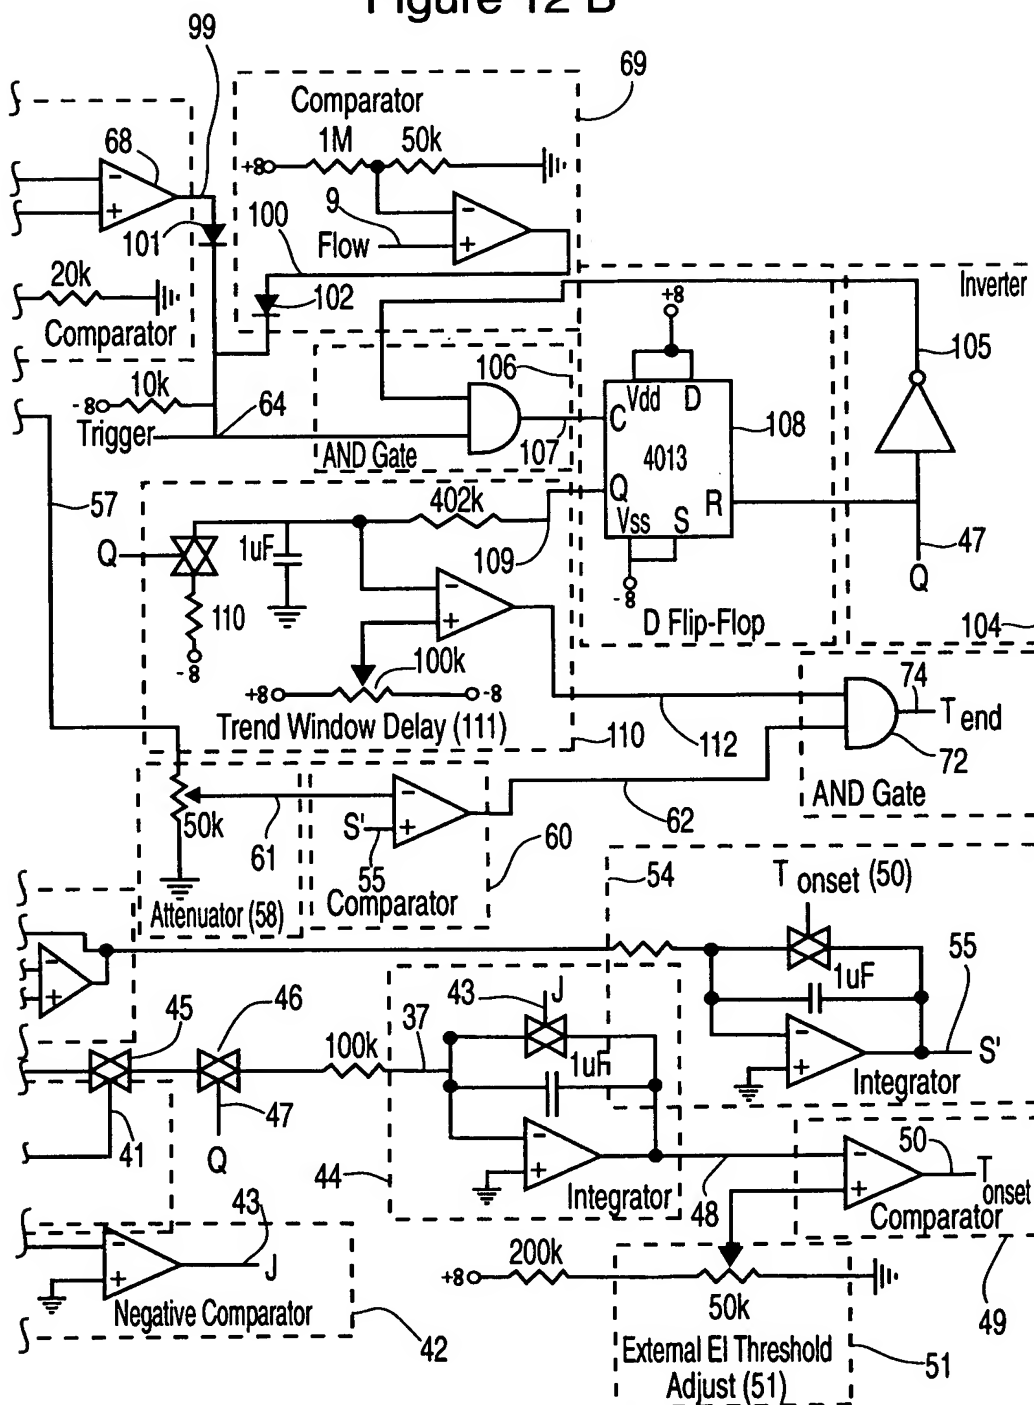 Figure 12 B
99
69
Comparator
1M 50k
68
+8
9
100
Flow
101
102
20k
Comparator
+8
Inverter
105
106
10k
-8
64
Trigger
AND Gate
107
Vdd D
C
4013
108
Q
R
Vss S
-8
D Flip-Flop
47
Q
104
57
402k
Q
1uF
109
110
-8
100k
+8 -8
Trend Window Delay (111)
110
112
74
T end
72
AND Gate
50k
61
S'
55
60
62
Attenuator (58)
Comparator
54
T onset (50)
1uF
55
S'
Integrator
45
46
43
J
37
100k
1uF
41
47
Q
44
Integrator
48
50
T onset
Comparator
49
43
J
Negative Comparator
42
+8
200k
50k
External EI Threshold
Adjust (51)
51
- +
- +
- +
- +
- +
- +
- +
- +
- +